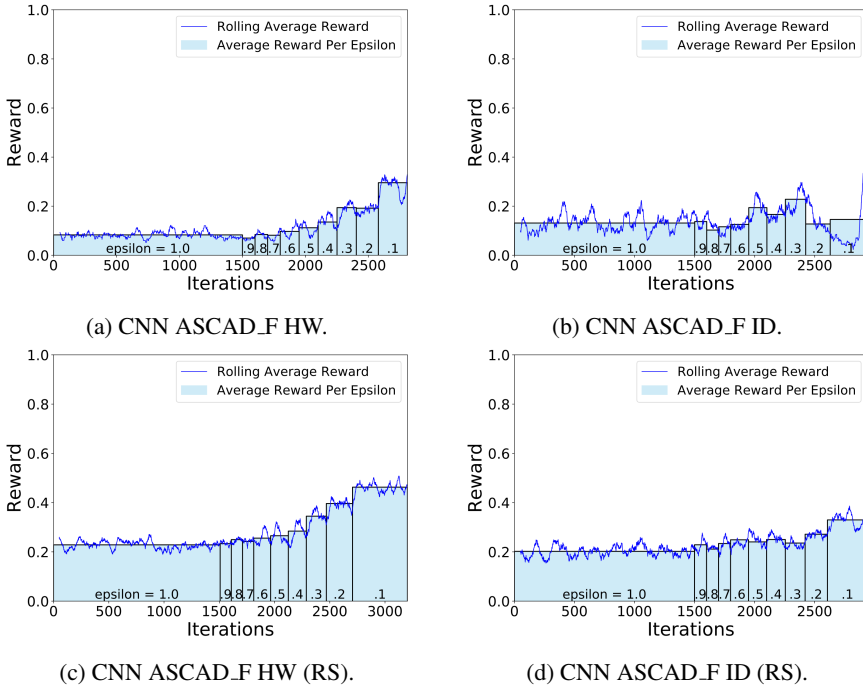 1.0
0.8
0.6
0.4
0.2
0.0
Reward
Rolling Average Reward
Average Reward Per Epsilon
epsilon = 1.0 .9 .8 .7 .6 .5 .4 .3 .2 .1
0 500 1000 1500 2000 2500
Iterations
(a) CNN ASCAD_F HW.
1.0
0.8
0.6
0.4
0.2
0.0
Reward
Rolling Average Reward
Average Reward Per Epsilon
epsilon = 1.0 .9 .8 .7 .6 .5 .4 .3 .2 .1
0 500 1000 1500 2000 2500
Iterations
(b) CNN ASCAD_F ID.
1.0
0.8
0.6
0.4
0.2
0.0
Reward
Rolling Average Reward
Average Reward Per Epsilon
epsilon = 1.0 .9 .8 .7 .6 .5 .4 .3 .2 .1
0 500 1000 1500 2000 2500 3000
Iterations
(c) CNN ASCAD_F HW (RS).
1.0
0.8
0.6
0.4
0.2
0.0
Reward
Rolling Average Reward
Average Reward Per Epsilon
epsilon = 1.0 .9 .8 .7 .6 .5 .4 .3 .2 .1
0 500 1000 1500 2000 2500
Iterations
(d) CNN ASCAD_F ID (RS).